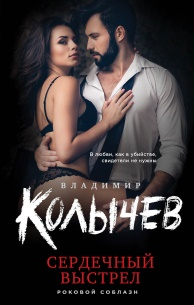 В любви, как в убийстве,
свидетели не нужны
ВЛАДИМИР
КОЛЫЧЕВ
СЕРДЕЧНЫЙ
ВЫСТРЕЛ
РОКОВОЙ СОБЛАЗН